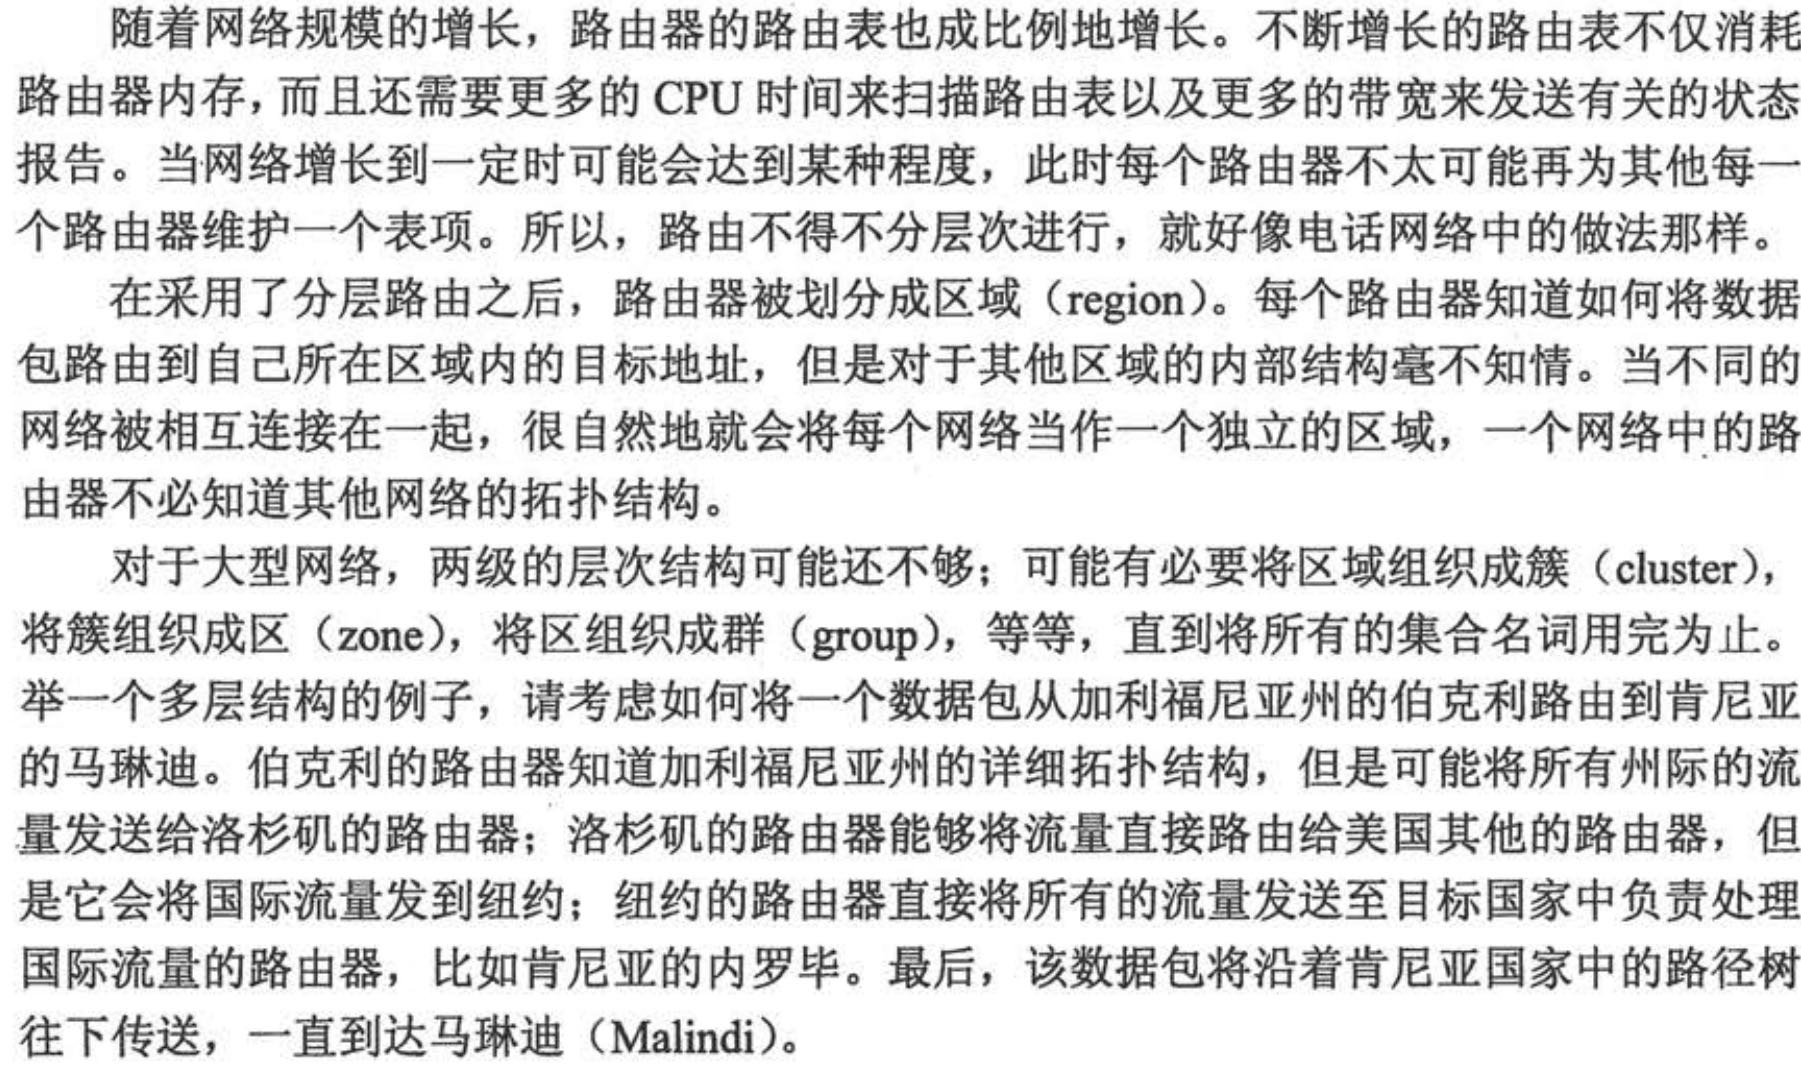 随着网络规模的增长，路由器的路由表也成比例地增长。不断增长的路由表不仅消耗
路由器内存，而且还需要更多的 CPU 时间来扫描路由表以及更多的带宽来发送有关的状态
报告。当网络增长到一定时可能会达到某种程度，此时每个路由器不太可能再为其他每一
个路由器维护一个表项。所以，路由不得不分层次进行，就好像电话网络中的做法那样。
在采用了分层路由之后，路由器被划分成区域（region）。每个路由器知道如何将数据
包路由到自己所在区域内的目标地址，但是对于其他区域的内部结构毫不知情。当不同的
网络被相互连接在一起，很自然地就会将每个网络当作一个独立的区域，一个网络中的路
由器不必知道其他网络的拓扑结构。
对于大型网络，两级的层次结构可能还不够；可能有必要将区域组织成簇（cluster），
将簇组织成区（zone），将区组织成群（group），等等，直到将所有的集合名词用完为止。
举一个多层结构的例子，请考虑如何将一个数据包从加利福尼亚州的伯克利路由到肯尼亚
的马琳迪。伯克利的路由器知道加利福尼亚州的详细拓扑结构，但是可能将所有州际的流
量发送给洛杉矶的路由器；洛杉矶的路由器能够将流量直接路由给美国其他的路由器，但
是它会将国际流量发到纽约；纽约的路由器直接将所有的流量发送至目标国家中负责处理
国际流量的路由器，比如肯尼亚的内罗毕。最后，该数据包将沿着肯尼亚国家中的路径树
往下传送，一直到达马琳迪（Malindi）。